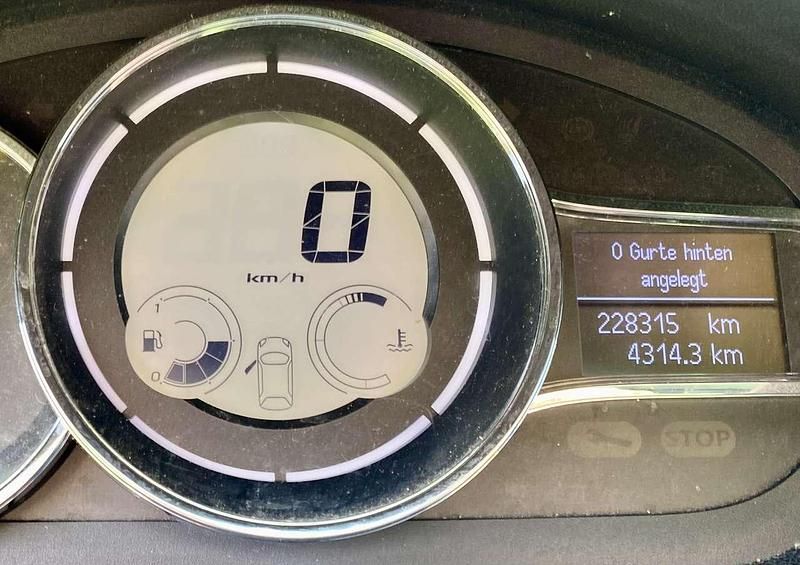 0
km/h
1
0
0 Gurte hinten
angelegt
228315 km
4314.3 km
STOP